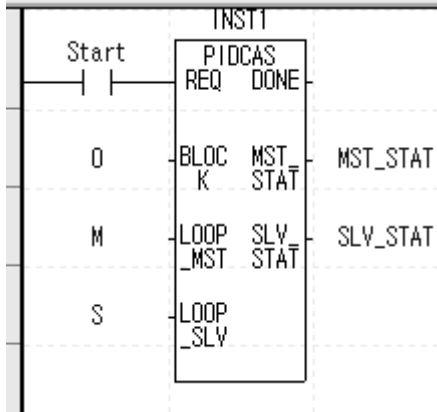 INST1
Start
PIDCAS
REQ DONE
0 BLOC MST_ MST_STAT
K STAT
M LOOP SLV_ SLV_STAT
_MST STAT
S LOOP
_SLV